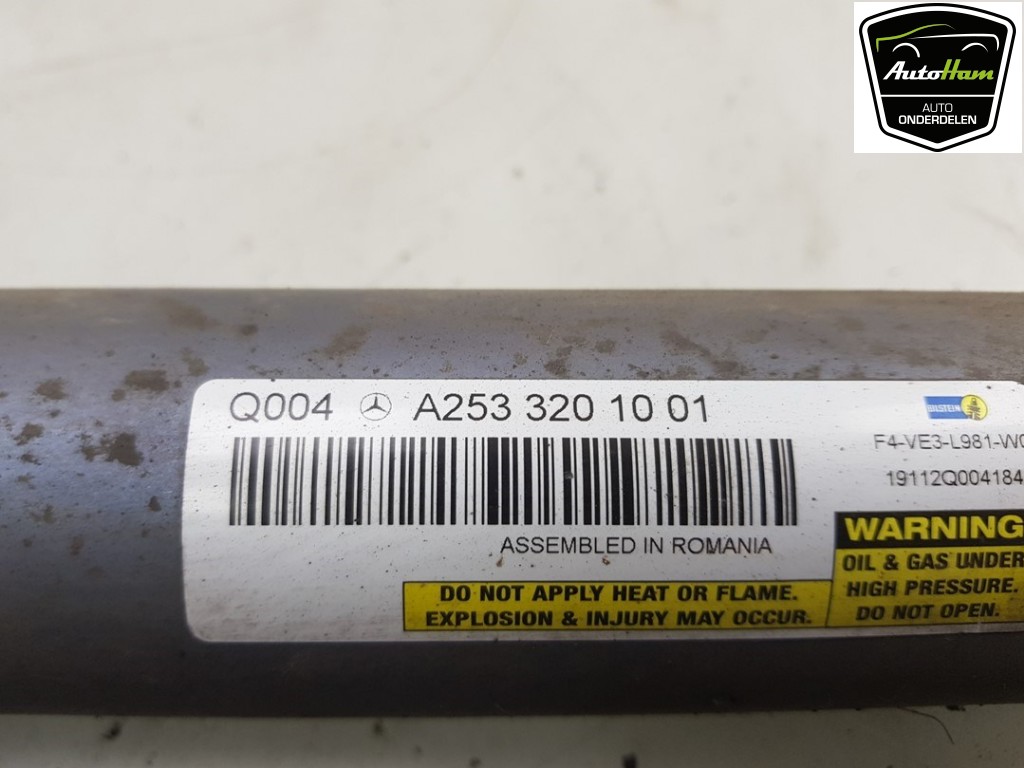 AutoHam
AUTO
ONDERDELEN
Q004 A253 320 10 01
BILSTEIN
F4-VE3-L981-W0
19112Q004184
ASSEMBLED IN ROMANIA
WARNING
OIL & GAS UNDER
HIGH PRESSURE.
DO NOT OPEN.
DO NOT APPLY HEAT OR FLAME.
EXPLOSION & INJURY MAY OCCUR.